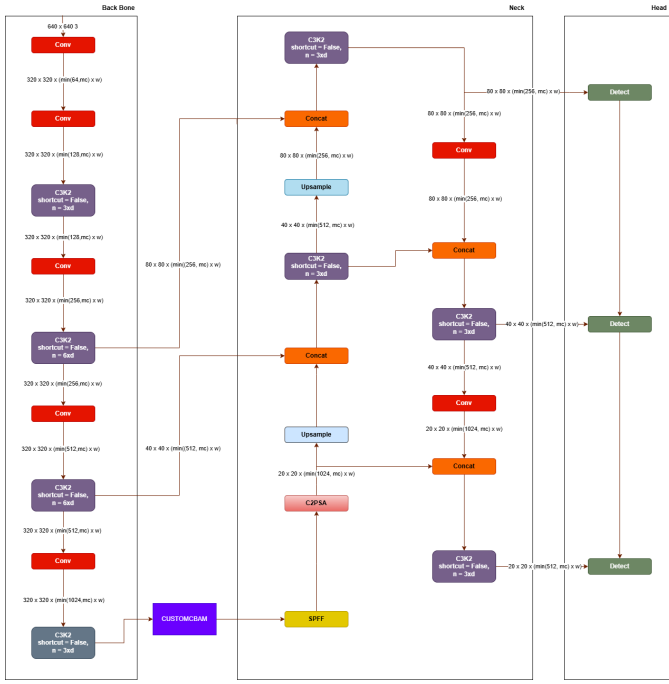 Back Bone
640 x 640 3
Conv
320 x 320 x (min(64,mc) x w)
Conv
320 x 320 x (min(128,mc) x w)
C3K2
shortcut = False,
n = 3xd
320 x 320 x (min(128,mc) x w)
Conv
320 x 320 x (min(256,mc) x w)
C3K2
shortcut = False,
n = 6xd
320 x 320 x (min(256,mc) x w)
Conv
320 x 320 x (min(512,mc) x w)
C3K2
shortcut = False,
n = 6xd
320 x 320 x (min(512,mc) x w)
Conv
320 x 320 x (min(1024,mc) x w)
C3K2
shortcut = False,
n = 3xd
CUSTOMCBAM
80 x 80 x (min(256, mc) x w)
40 x 40 x (min(512, mc) x w)
Neck
C3K2
shortcut = False,
n = 3xd
Concat
80 x 80 x (min(256, mc) x w)
Upsample
40 x 40 x (min(512, mc) x w)
C3K2
shortcut = False,
n = 3xd
Concat
Upsample
20 x 20 x (min(1024, mc) x w)
C2PSA
SPFF
80 x 80 x (min(256, mc) x w)
80 x 80 x (min(256, mc) x w)
Conv
80 x 80 x (min(256, mc) x w)
Concat
C3K2
shortcut = False,
n = 3xd
40 x 40 x (min(512, mc) x w)
40 x 40 x (min(512, mc) x w)
Conv
20 x 20 x (min(1024, mc) x w)
Concat
C3K2
shortcut = False,
n = 3xd
20 x 20 x (min(512, mc) x w)
Head
Detect
Detect
Detect